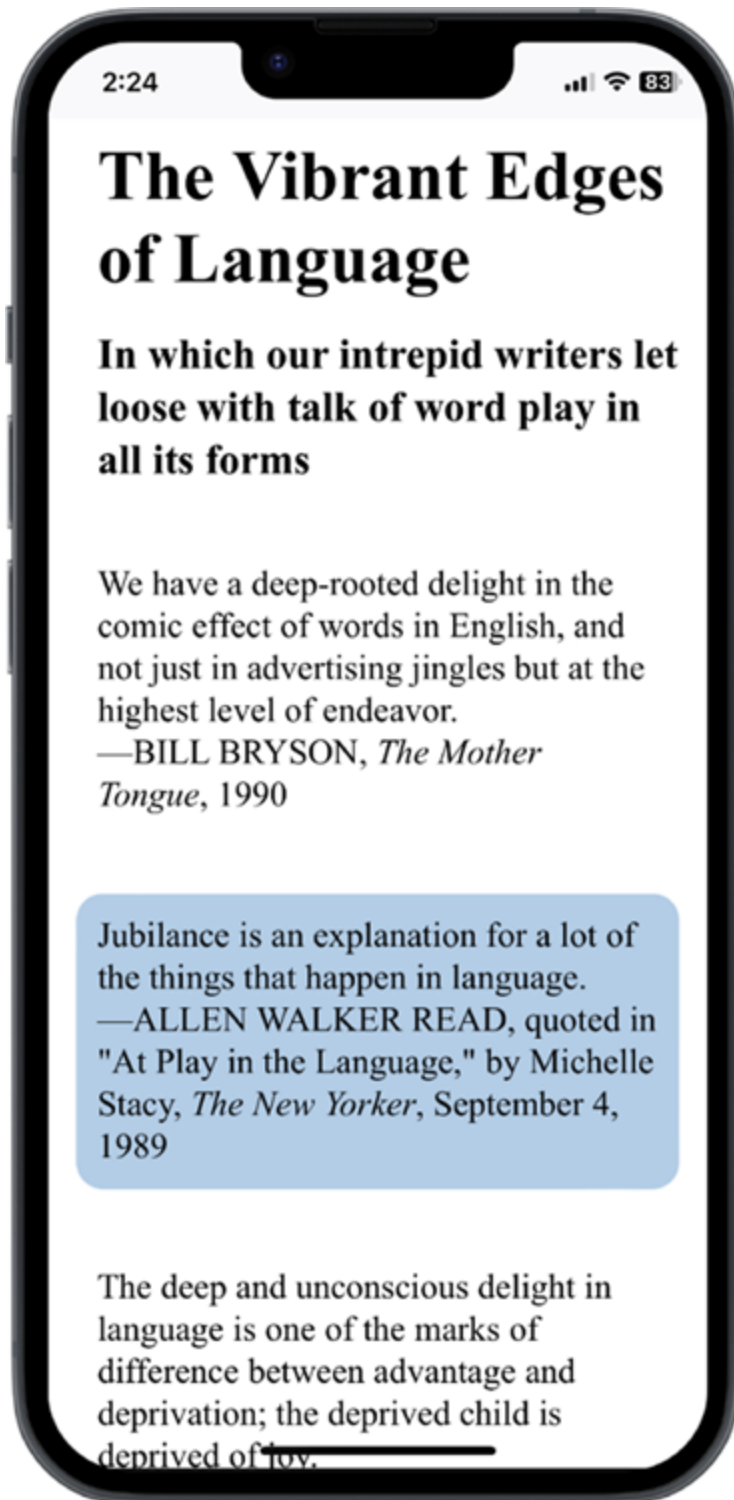 2:24
83
The Vibrant Edges
of Language
In which our intrepid writers let
loose with talk of word play in
all its forms
We have a deep-rooted delight in the
comic effect of words in English, and
not just in advertising jingles but at the
highest level of endeavor.
—BILL BRYSON, The Mother
Tongue, 1990
Jubilance is an explanation for a lot of
the things that happen in language.
—ALLEN WALKER READ, quoted in
"At Play in the Language," by Michelle
Stacy, The New Yorker, September 4,
1989
The deep and unconscious delight in
language is one of the marks of
difference between advantage and
deprivation; the deprived child is
deprived of joy.